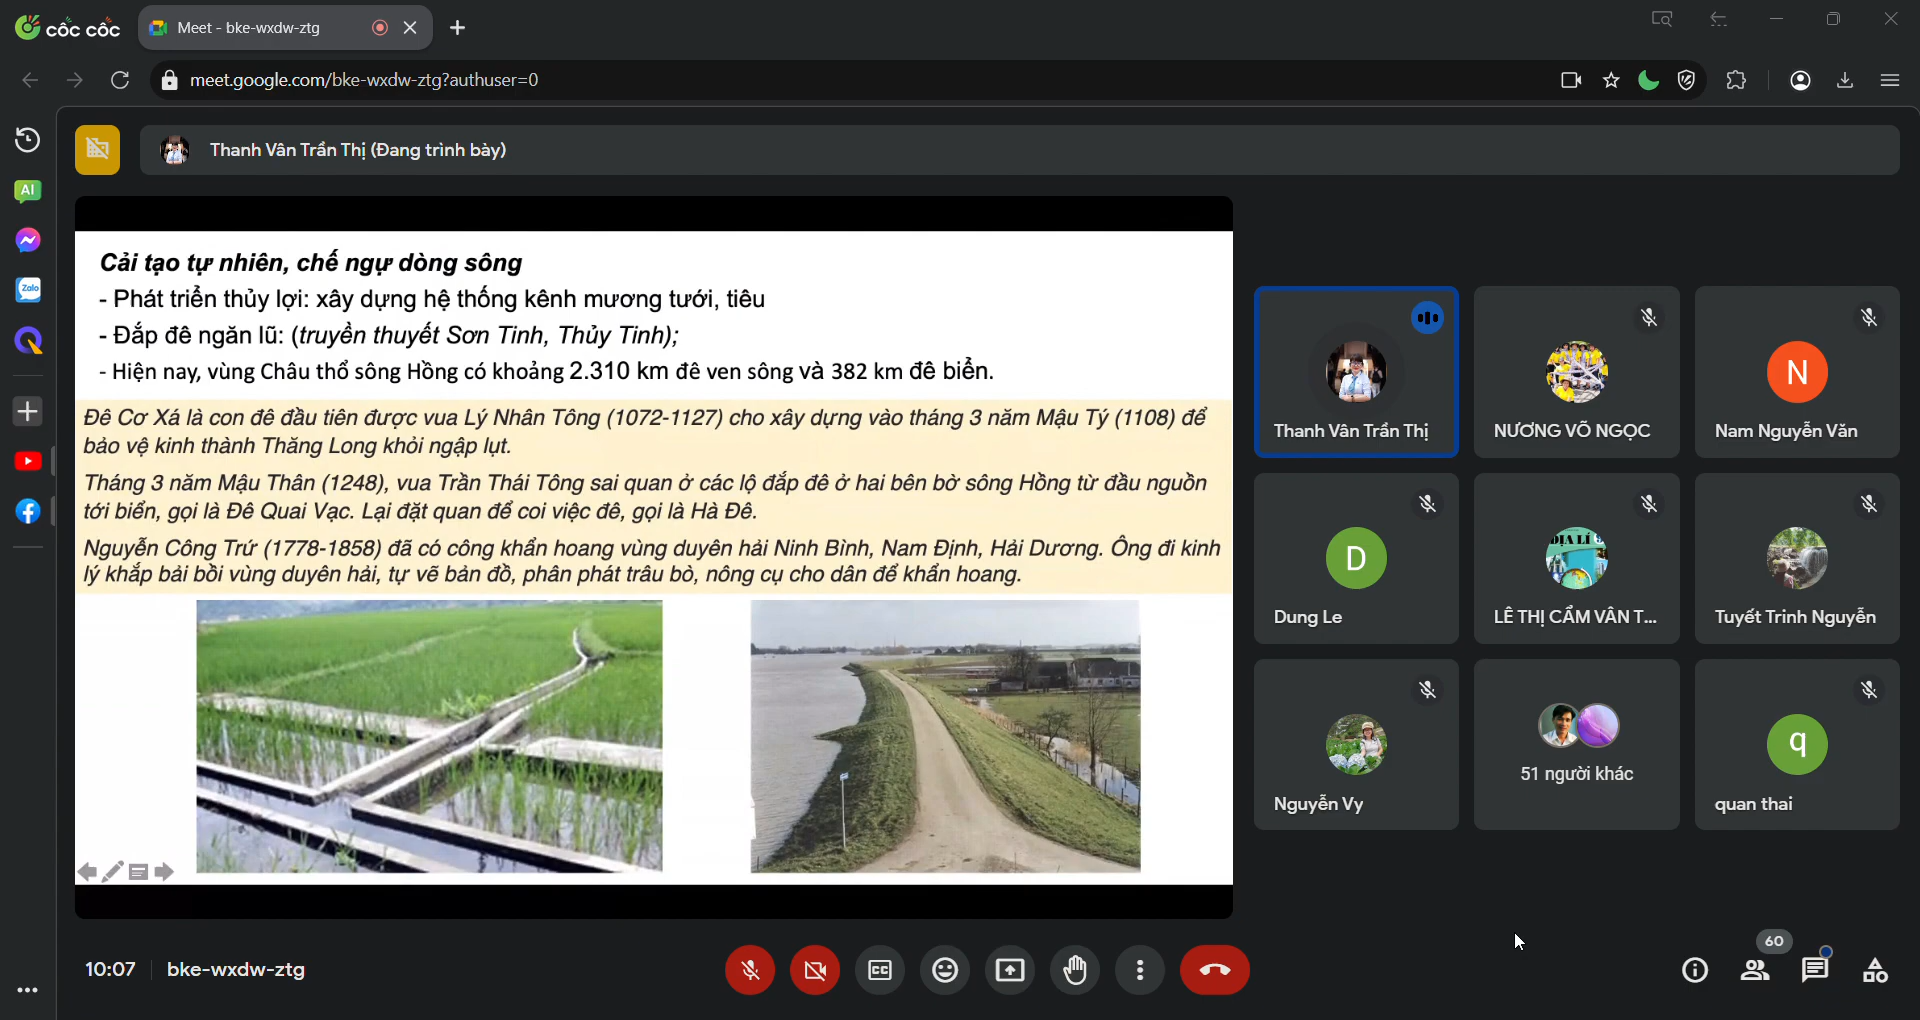 cốc cốc
Meet - bke-wxdw-ztg
meet.google.com/bke-wxdw-ztg?authuser=0
AI
Zalo
Thanh Vân Trần Thị (Đang trình bày)
Cải tạo tự nhiên, chế ngự dòng sông
- Phát triển thủy lợi: xây dựng hệ thống kênh mương tưới, tiêu
- Đắp đê ngăn lũ: (truyền thuyết Sơn Tinh, Thủy Tinh);
- Hiện nay, vùng Châu thổ sông Hồng có khoảng 2.310 km đê ven sông và 382 km đê biển.
Đê Cơ Xá là con đê đầu tiên được vua Lý Nhân Tông (1072-1127) cho xây dựng vào tháng 3 năm Mậu Tý (1108) để
bảo vệ kinh thành Thăng Long khỏi ngập lụt.
Tháng 3 năm Mậu Thân (1248), vua Trần Thái Tông sai quan ở các lộ đắp đê ở hai bên bờ sông Hồng từ đầu nguồn
tới biển, gọi là Đê Quai Vạc. Lại đặt quan để coi việc đê, gọi là Hà Đê.
Nguyễn Công Trứ (1778-1858) đã có công khẩn hoang vùng duyên hải Ninh Bình, Nam Định, Hải Dương. Ông đi kinh
lý khắp bải bồi vùng duyên hải, tự vẽ bản đồ, phân phát trâu bò, nông cụ cho dân để khẩn hoang.
Thanh Vân Trần Thị
NƯƠNG VÕ NGỌC
N
Nam Nguyễn Văn
D
Dung Le
ĐỊA LÍ
LÊ THỊ CẨM VÂN T...
Tuyết Trinh Nguyễn
Nguyễn Vy
51 người khác
q
quan thai
10:07
bke-wxdw-ztg
CC
60